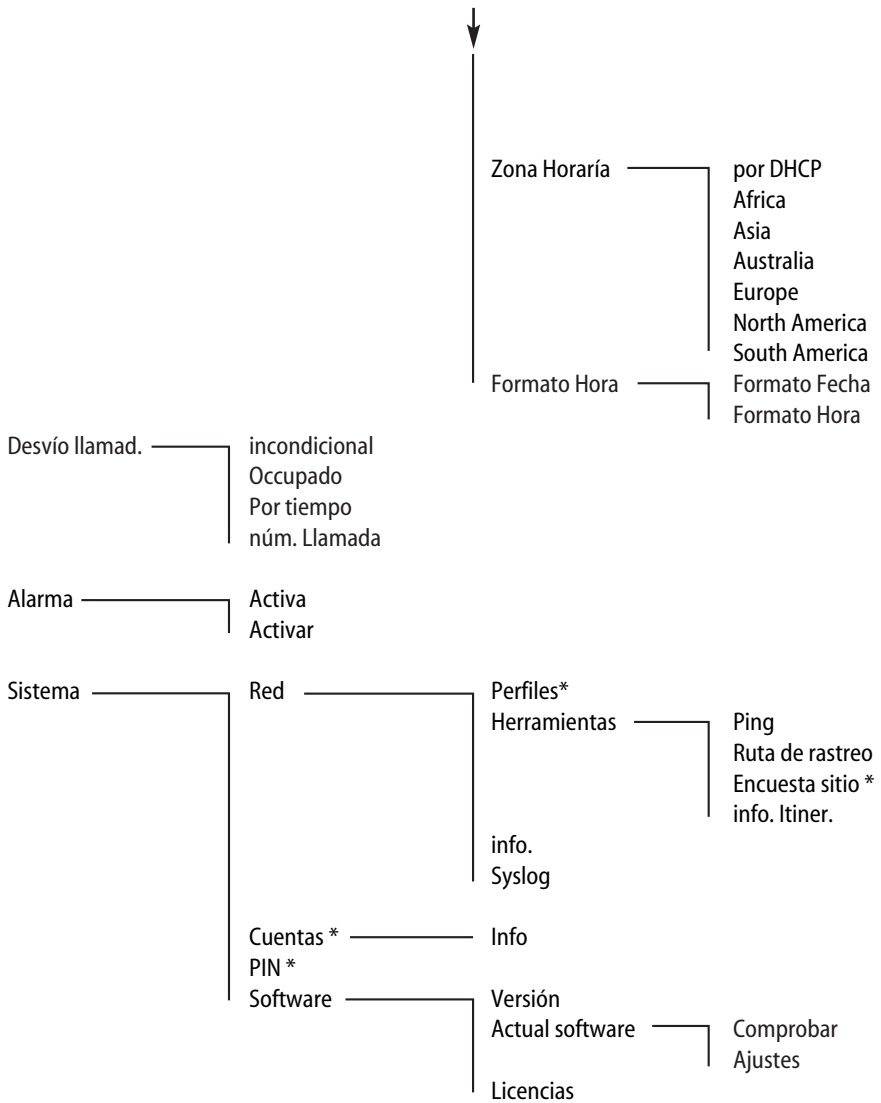 Zona Horaría
por DHCP
Africa
Asia
Australia
Europe
North America
South America
Formato Hora
Formato Fecha
Formato Hora
Desvío llamad.
incondicional
Occupado
Por tiempo
núm. Llamada
Alarma
Activa
Activar
Sistema
Red
Perfiles*
Herramientas
Ping
Ruta de rastreo
Encuesta sitio *
info. Itiner.
info.
Syslog
Cuentas *
Info
PIN *
Software
Versión
Actual software
Comprobar
Ajustes
Licencias